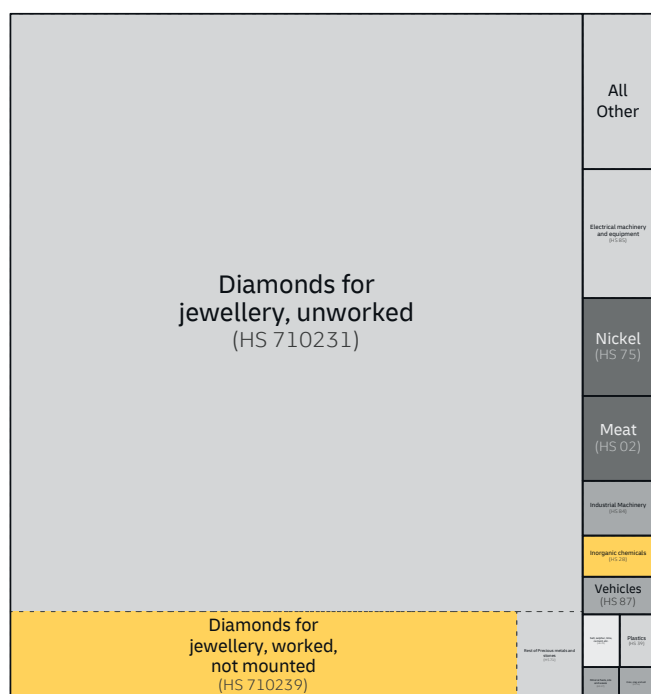 All
Other
Electrical machinery
and equipment
(HS 85)
Diamonds for
jewellery, unworked
(HS 710231)
Nickel
(HS 75)
Meat
(HS 02)
Industrial Machinery
(HS 84)
Inorganic chemicals
(HS 28)
Vehicles
(HS 87)
Diamonds for
jewellery, worked,
not mounted
(HS 710239)
Rest of Precious metals and
stones
(HS 71)
Plastics
(HS 39)